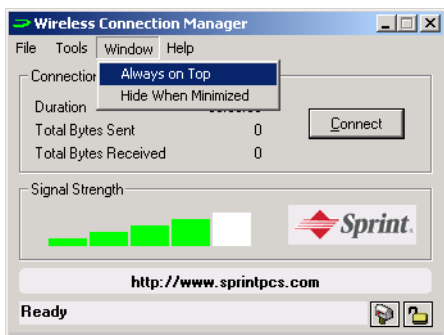 Wireless Connection Manager
File Tools Window Help
Always on Top
Hide When Minimized
Connection
Duration
Total Bytes Sent 0
Total Bytes Received 0
Connect
Signal Strength
Sprint.
http://www.sprintpcs.com
Ready